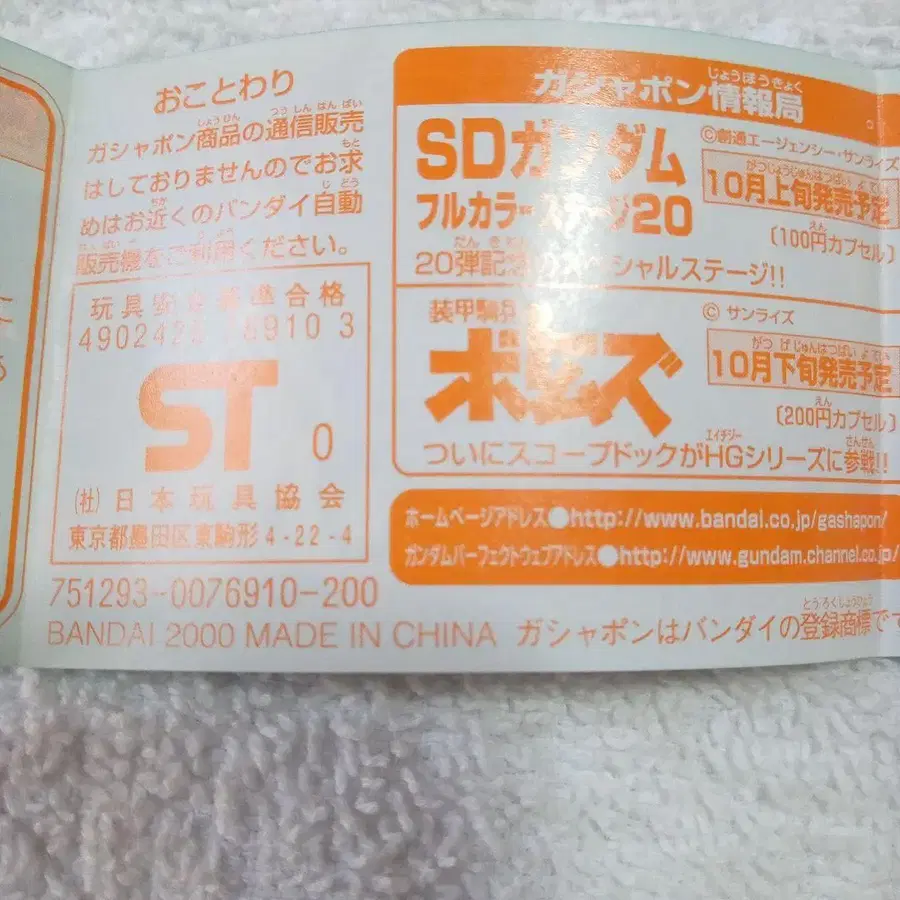 おことわり
ガシャポン商品の通信販売
はしておりませんのでお求
めはお近くのバンダイ自動
販売機をご利用ください。
玩具安全基準合格
4902425 8910 3
ST
0
(社)日本玩具協会
東京都墨田区東駒形4-22-4
751293-0076910-200
BANDAI 2000 MADE IN CHINA
ガシャポン情報局
SDガンダム
フルカラーステージ20
©創通エージェンシー・サンライズ
10月上旬発売予定
(100円カプセル)
20弾記念のスペシャルステージ!!
装甲騎兵
ボトムズ
© サンライズ
10月下旬発売予定
(200円カプセル)
ついにスコープドックがHGシリーズに参戦!!
ホームページアドレス●http://www.bandai.co.jp/gashapon/
ガンダムパーフェクトウェブアドレス●http://www.gundam.channel.co.jp/
ガシャポンはバンダイの登録商標で